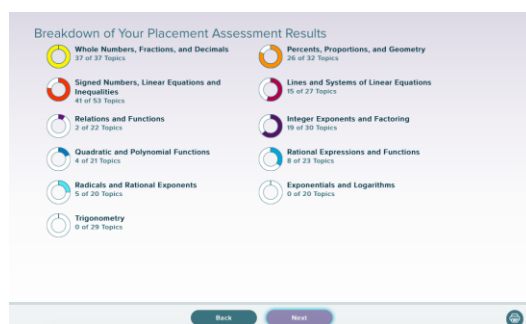 Breakdown of Your Placement Assessment Results
Whole Numbers, Fractions, and Decimals
37 of 37 Topics
Percents, Proportions, and Geometry
26 of 32 Topics
Signed Numbers, Linear Equations and
Inequalities
41 of 53 Topics
Lines and Systems of Linear Equations
15 of 27 Topics
Relations and Functions
2 of 22 Topics
Integer Exponents and Factoring
19 of 30 Topics
Quadratic and Polynomial Functions
4 of 21 Topics
Rational Expressions and Functions
8 of 23 Topics
Radicals and Rational Exponents
5 of 20 Topics
Exponentials and Logarithms
0 of 20 Topics
Trigonometry
0 of 29 Topics
Back
Next